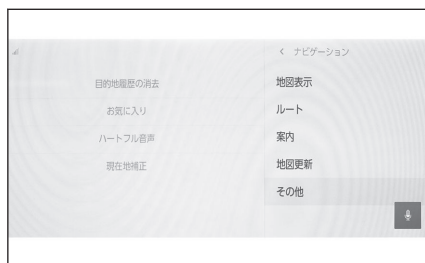 目的地履歴の消去
お気に入り
ハートフル音声
現在地補正
< ナビゲーション
地図表示
ルート
案内
地図更新
その他